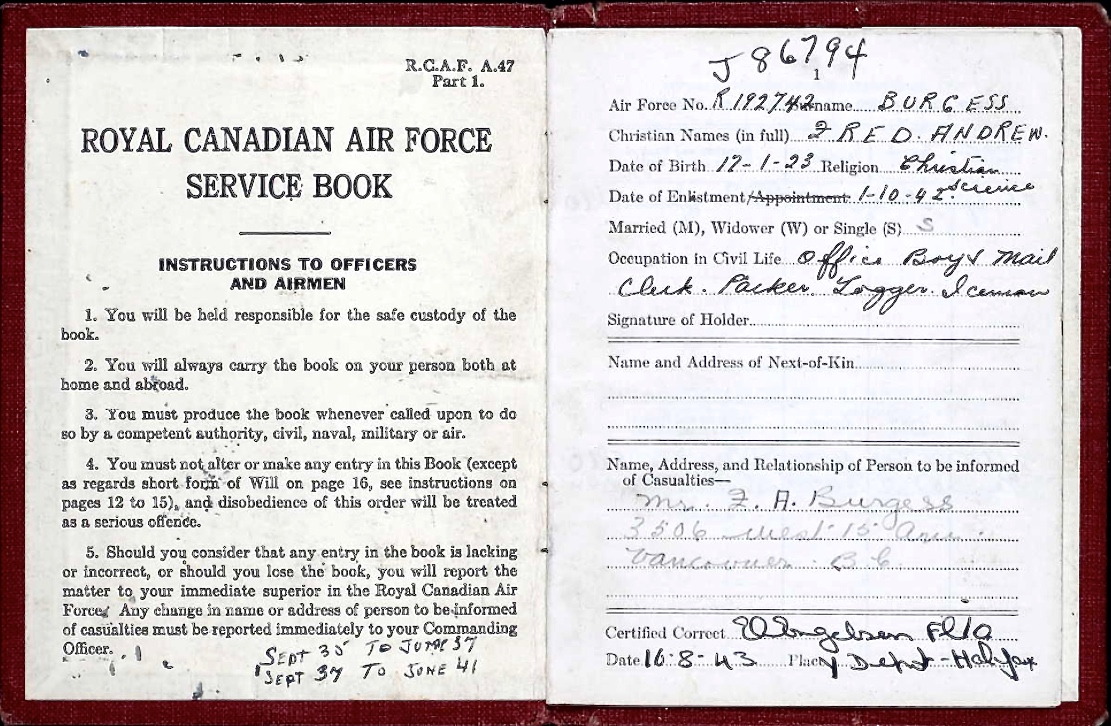 R.C.A.F. A.47
Part 1.
ROYAL CANADIAN AIR FORCE
SERVICE BOOK
INSTRUCTIONS TO OFFICERS
AND AIRMEN
1. You will be held responsible for the safe custody of the
book.
2. You will always carry the book on your person both at
home and abroad.
3. You must produce the book whenever called upon to do
so by a competent authority, civil, naval, military or air.
4. You must not alter or make any entry in this Book (except
as regards short form of Will on page 16, see instructions on
pages 12 to 15), and disobedience of this order will be treated
as a serious offence.
5. Should you consider that any entry in the book is lacking
or incorrect, or should you lose the book, you will report the
matter to your immediate superior in the Royal Canadian Air
Force. Any change in name or address of person to be informed
of casualties must be reported immediately to your Commanding
Officer.
SEPT 35 TO JUNE 37
SEPT 37 TO JUNE 41
J86794
1
Air Force No. R192742 Surname BURGESS
Christian Names (in full) FRED. ANDREW.
Date of Birth 17-1-23 Religion Christian
Date of Enlistment/Appointment 1-10-42. Science
Married (M), Widower (W) or Single (S) S
Occupation in Civil Life Office Boy & Mail
Clerk. Packer Logger. Iceman
Signature of Holder
Name and Address of Next-of-Kin
Name, Address, and Relationship of Person to be informed
of Casualties—
Mr. F. A. Burgess
3506 West 15 Ave.
Vancouver. B.C.
Certified Correct F/O
Date 16-8-43 Place Y Depot-Halifax